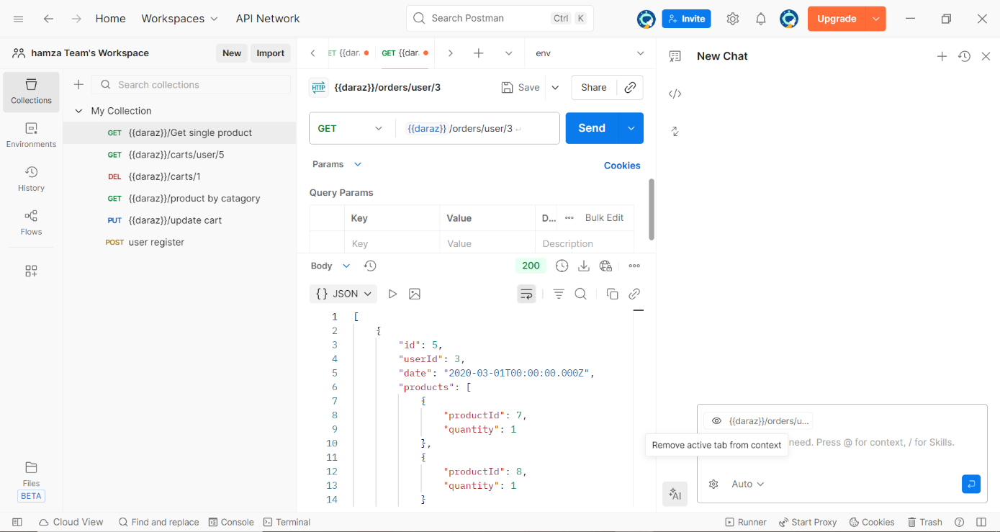 Home Workspaces API Network Search Postman Ctrl K Invite Upgrade
hamza Team's Workspace New Import
Collections
Environments
History
Flows
Files
BETA
Search collections
My Collection
GET {{daraz}}/Get single product
GET {{daraz}}/carts/user/5
DEL {{daraz}}/carts/1
GET {{daraz}}/product by catagory
PUT {{daraz}}/update cart
POST user register
ET {{dar. GET {{dar. env
HTTP {{daraz}}/orders/user/3 Save Share
GET {{daraz}} /orders/user/3 Send
Params Cookies
Query Params
Key Value D... Bulk Edit
Key Value Description
Body 200
{} JSON
1 [
2 {
3 "id": 5,
4 "userId": 3,
5 "date": "2020-03-01T00:00:00.000Z",
6 "products": [
7 {
8 "productId": 7,
9 "quantity": 1
10 },
11 {
12 "productId": 8,
13 "quantity": 1
14 }
New Chat
{{daraz}}/orders/u...
Remove active tab from context
need. Press @ for context, / for Skills.
AI
Auto
Cloud View Find and replace Console Terminal Runner Start Proxy Cookies Trash